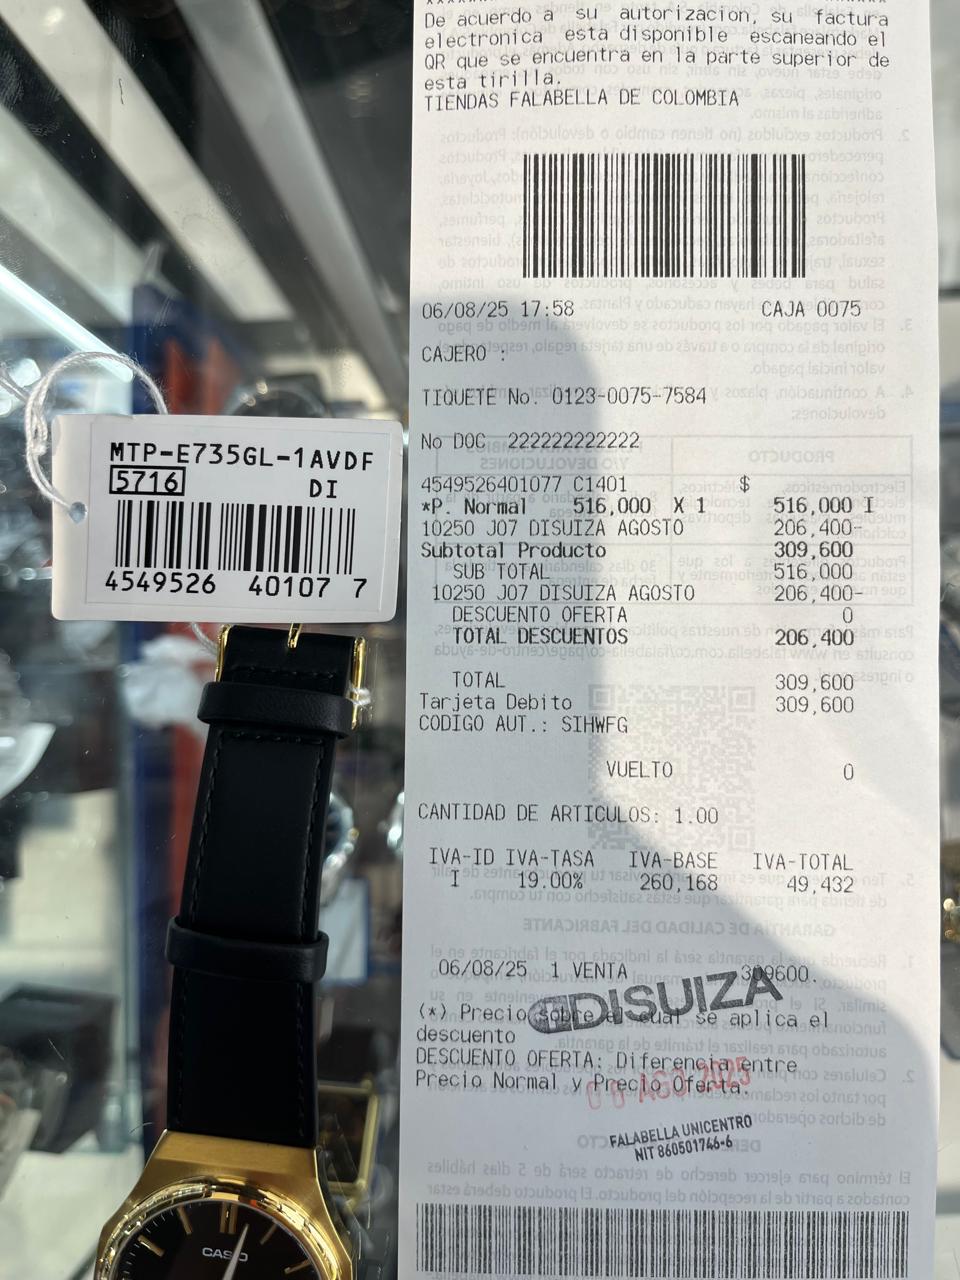 De acuerdo a su autorizacion, su factura
electronica esta disponible escaneando el
QR que se encuentra en la parte superior de
esta tirilla.
TIENDAS FALABELLA DE COLOMBIA
06/08/25 17:58 CAJA 0075
CAJERO :
TIQUETE No. 0123-0075-7584
No DOC 222222222222
4549526401077 C1401 $
*P. Normal 516,000 X 1 516,000 I
10250 J07 DISUIZA AGOSTO 206,400-
Subtotal Producto 309,600
SUB TOTAL 516,000
10250 J07 DISUIZA AGOSTO 206,400-
DESCUENTO OFERTA 0
TOTAL DESCUENTOS 206,400
TOTAL 309,600
Tarjeta Debito 309,600
CODIGO AUT.: SIHWFG
VUELTO 0
CANTIDAD DE ARTICULOS: 1.00
IVA-ID IVA-TASA IVA-BASE IVA-TOTAL
I 19.00% 260,168 49,432
06/08/25 1 VENTA 309600
DISUIZA
(*) Precio sobre el cual se aplica el
descuento
DESCUENTO OFERTA: Diferencia entre
Precio Normal y Precio Oferta.
06 AGO 2025
FALABELLA UNICENTRO
NIT 860501746-6
MTP-E735GL-1AVDF
5716 DI
4549526 40107 7
CASIO